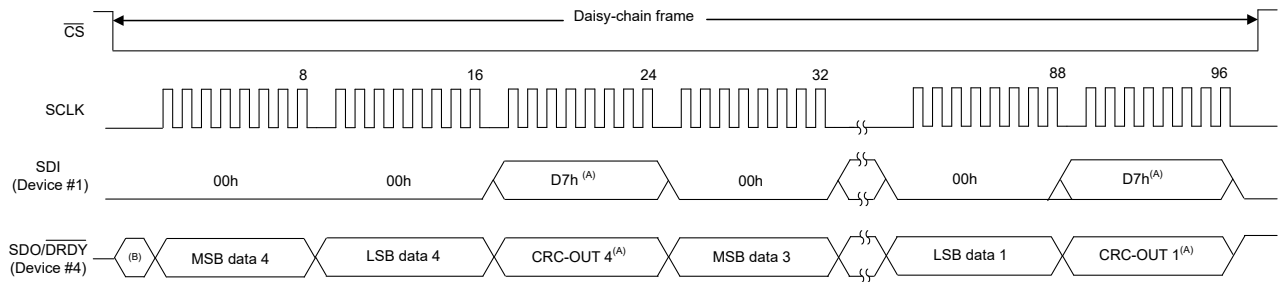 Daisy-chain frame
CS
8 16 24 32 88 96
SCLK
SDI
(Device #1)
00h 00h D7h (A) 00h 00h D7h(A)
SDO/DRDY
(Device #4)
(B) MSB data 4 LSB data 4 CRC-OUT 4(A) MSB data 3 LSB data 1 CRC-OUT 1(A)